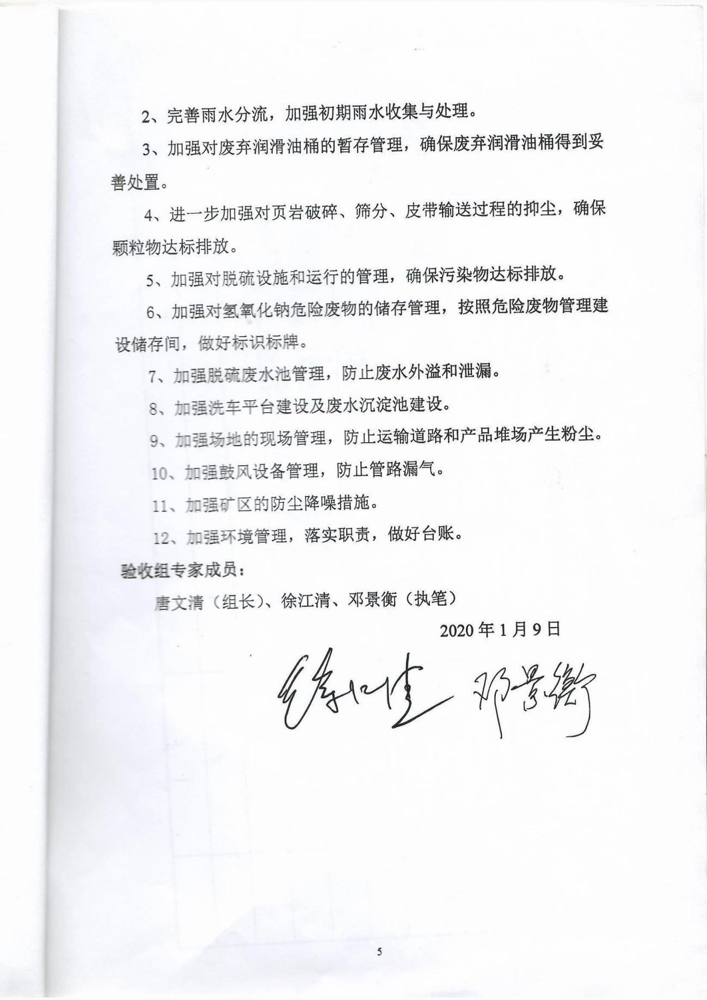 2、完善雨水分流，加强初期雨水收集与处理。
3、加强对废弃润滑油桶的暂存管理，确保废弃润滑油桶得到妥
善处置。
4、进一步加强对页岩破碎、筛分、皮带输送过程的抑尘，确保
颗粒物达标排放。
5、加强对脱硫设施和运行的管理，确保污染物达标排放。
6、加强对氢氧化钠危险废物的储存管理，按照危险废物管理建
设储存间，做好标识标牌。
7、加强脱硫废水池管理，防止废水外溢和泄漏。
8、加强洗车平台建设及废水沉淀池建设。
9、加强场地的现场管理，防止运输道路和产品堆场产生粉尘。
10、加强鼓风设备管理，防止管路漏气。
11、加强矿区的防尘降噪措施。
12、加强环境管理，落实职责，做好台账。
验收组专家成员：
唐文清（组长）、徐江清、邓景衡（执笔）
2020年1月9日
邓景衡
5